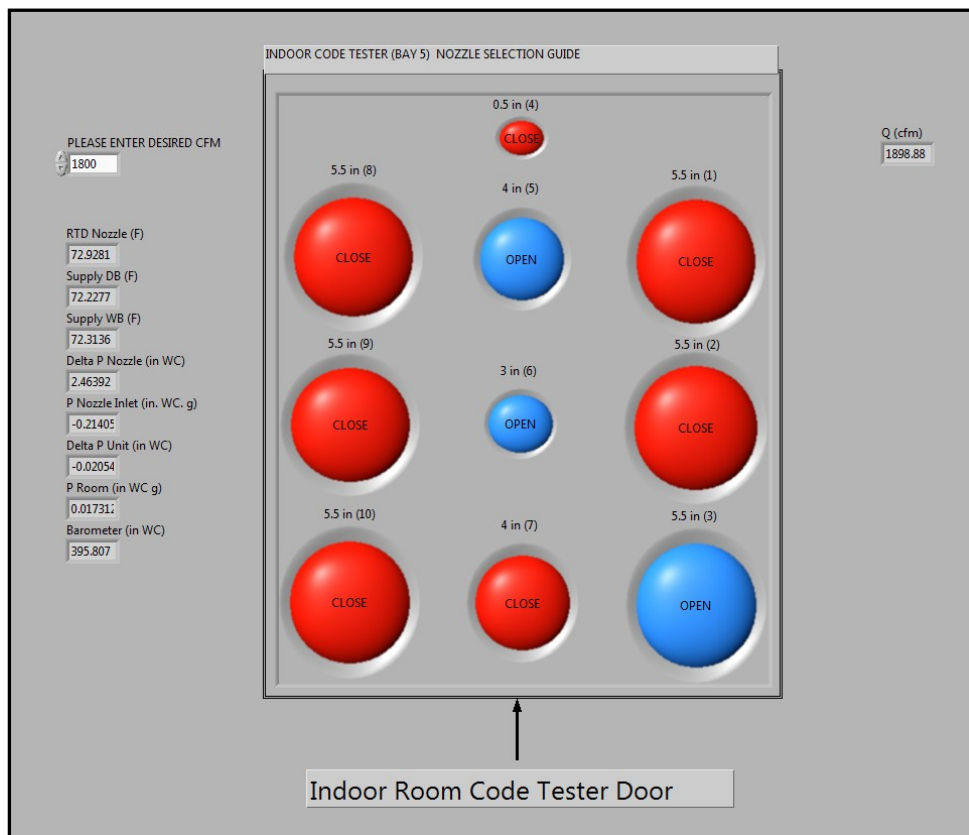 INDOOR CODE TESTER (BAY 5) NOZZLE SELECTION GUIDE
PLEASE ENTER DESIRED CFM
1800
Q (cfm)
1898.88
RTD Nozzle (F)
72.9281
Supply DB (F)
72.2277
Supply WB (F)
72.3136
Delta P Nozzle (in WC)
2.46392
P Nozzle Inlet (in. WC. g)
-0.21405
Delta P Unit (in WC)
-0.02054
P Room (in WC g)
0.017312
Barometer (in WC)
395.807
0.5 in (4)
CLOSE
5.5 in (8)
CLOSE
4 in (5)
OPEN
5.5 in (1)
CLOSE
5.5 in (9)
CLOSE
3 in (6)
OPEN
5.5 in (2)
CLOSE
5.5 in (10)
CLOSE
4 in (7)
CLOSE
5.5 in (3)
OPEN
Indoor Room Code Tester Door